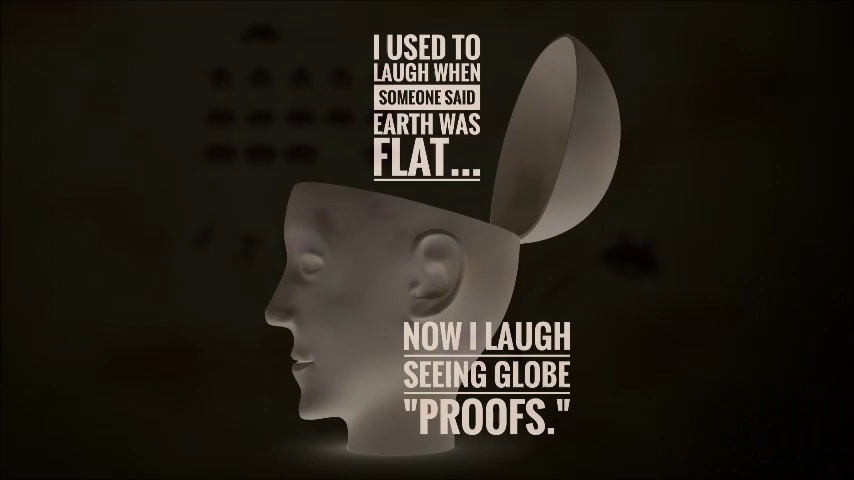 I USED TO
LAUGH WHEN
SOMEONE SAID
EARTH WAS
FLAT...
NOW I LAUGH
SEEING GLOBE
"PROOFS."